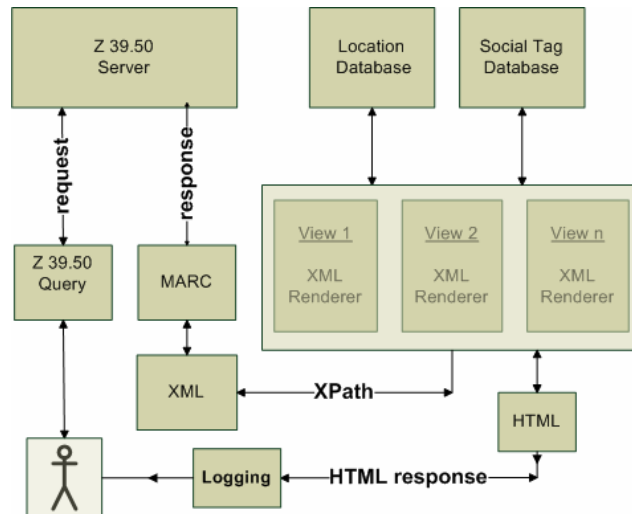 Z 39.50
Server
Location
Database
Social Tag
Database
request
response
View 1
XML
Renderer
View 2
XML
Renderer
View n
XML
Renderer
Z 39.50
Query
MARC
XML
XPath
HTML
Logging
HTML response